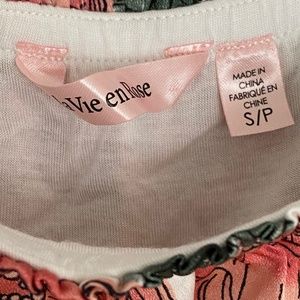 Vie en Rose
MADE IN
CHINA
FABRIQUÉ EN
CHINE
S/P